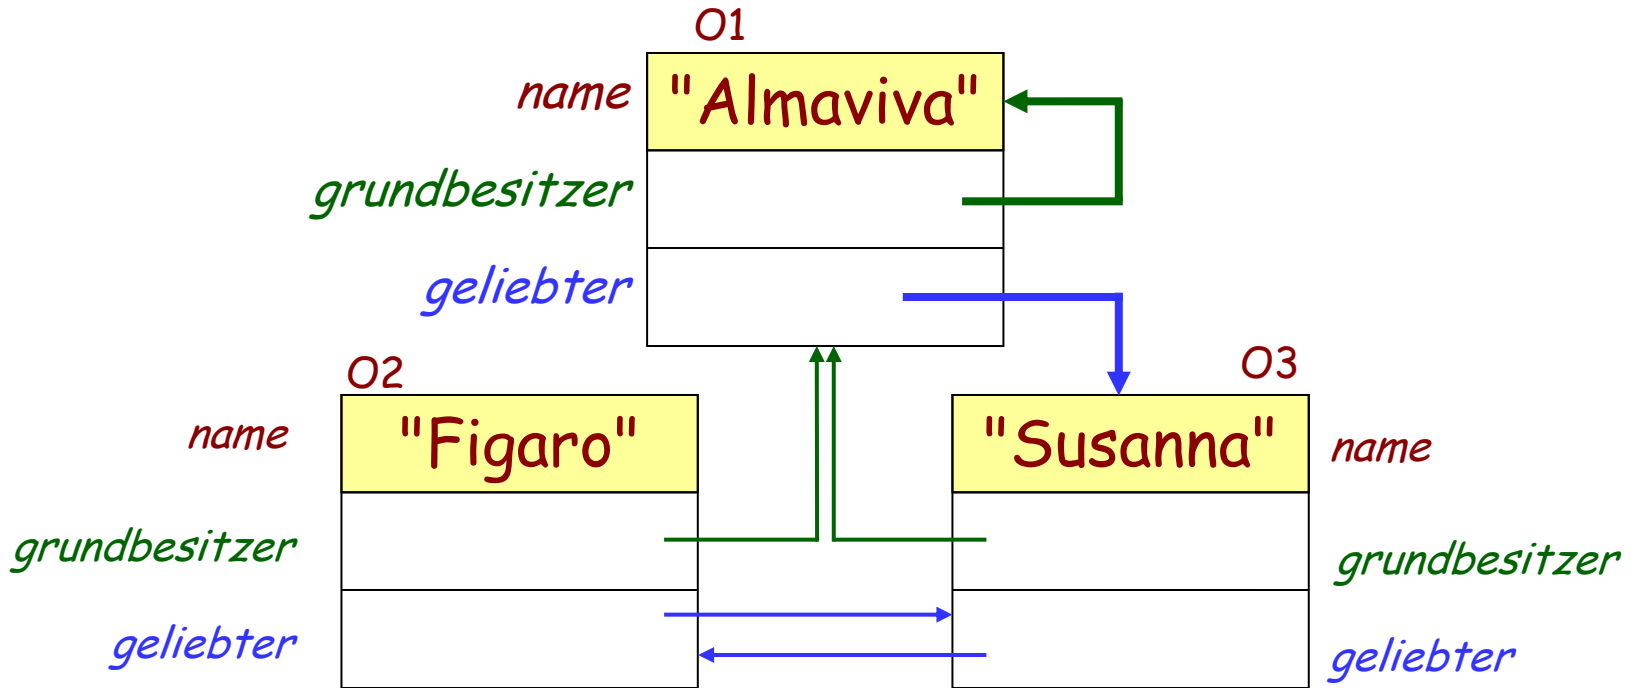 O1
name "Almaviva"
grundbesitzer
geliebter
O2
O3
name "Figaro"
"Susanna" name
grundbesitzer
grundbesitzer
geliebter
geliebter